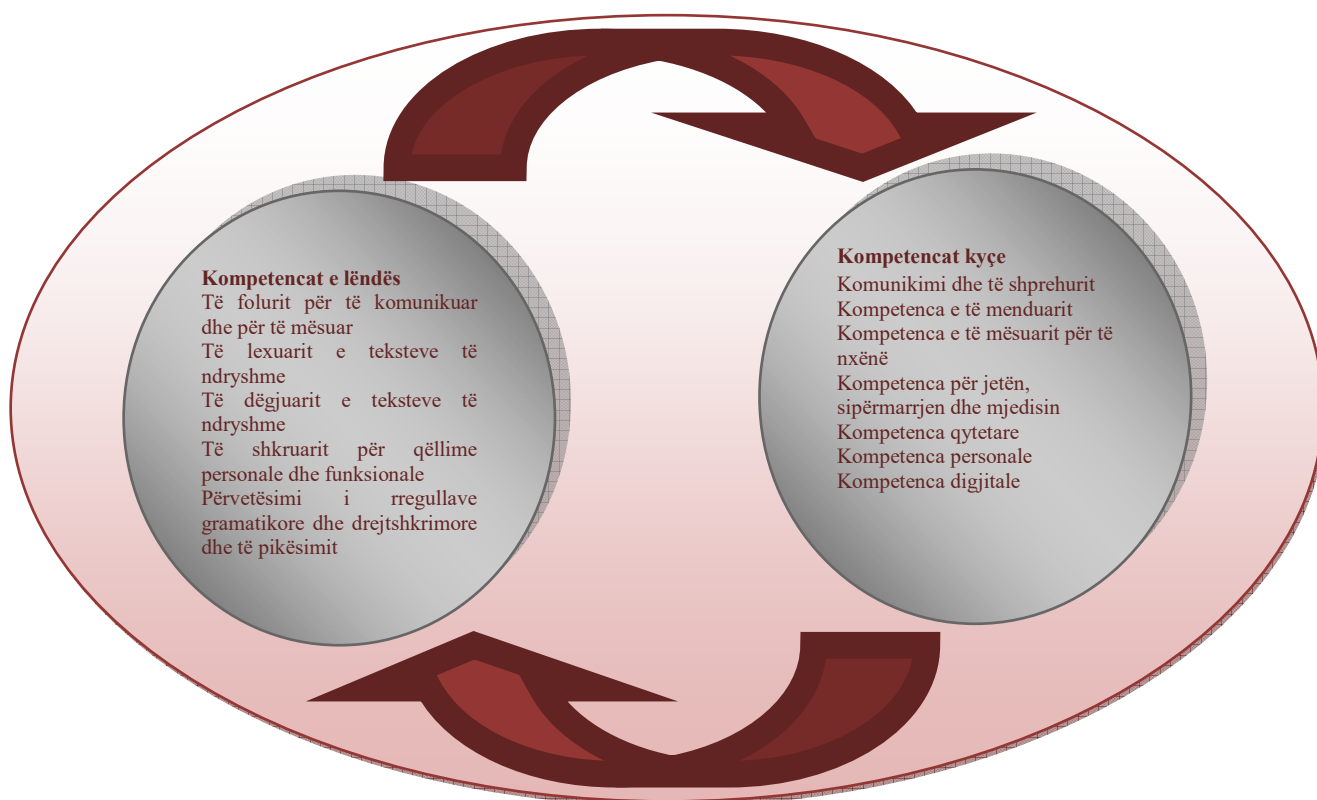 Kompetencat e lëndës
Të folurit për të komunikuar
dhe për të mësuar
Të lexuarit e teksteve të
ndryshme
Të dëgjuarit e teksteve të
ndryshme
Të shkruarit për qëllime
personale dhe funksionale
Përvetësimi i rregullave
gramatikore dhe drejtshkrimore
dhe të pikësimit
Kompetencat kyçe
Komunikimi dhe të shprehurit
Kompetenca e të menduarit
Kompetenca e të mësuarit për të
nxënë
Kompetenca për jetën,
sipërmarrjen dhe mjedisin
Kompetenca qytetare
Kompetenca personale
Kompetenca digjitale